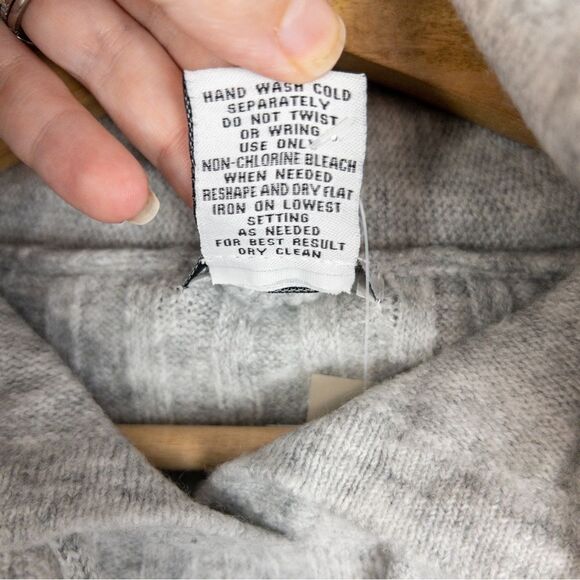 HAND WASH COLD
SEPARATELY
DO NOT TWIST
OR WRING
USE ONLY
NON-CHLORINE BLEACH
WHEN NEEDED
RESHAPE AND DRY FLAT
IRON ON LOWEST
SETTING
AS NEEDED
FOR BEST RESULT
DRY CLEAN